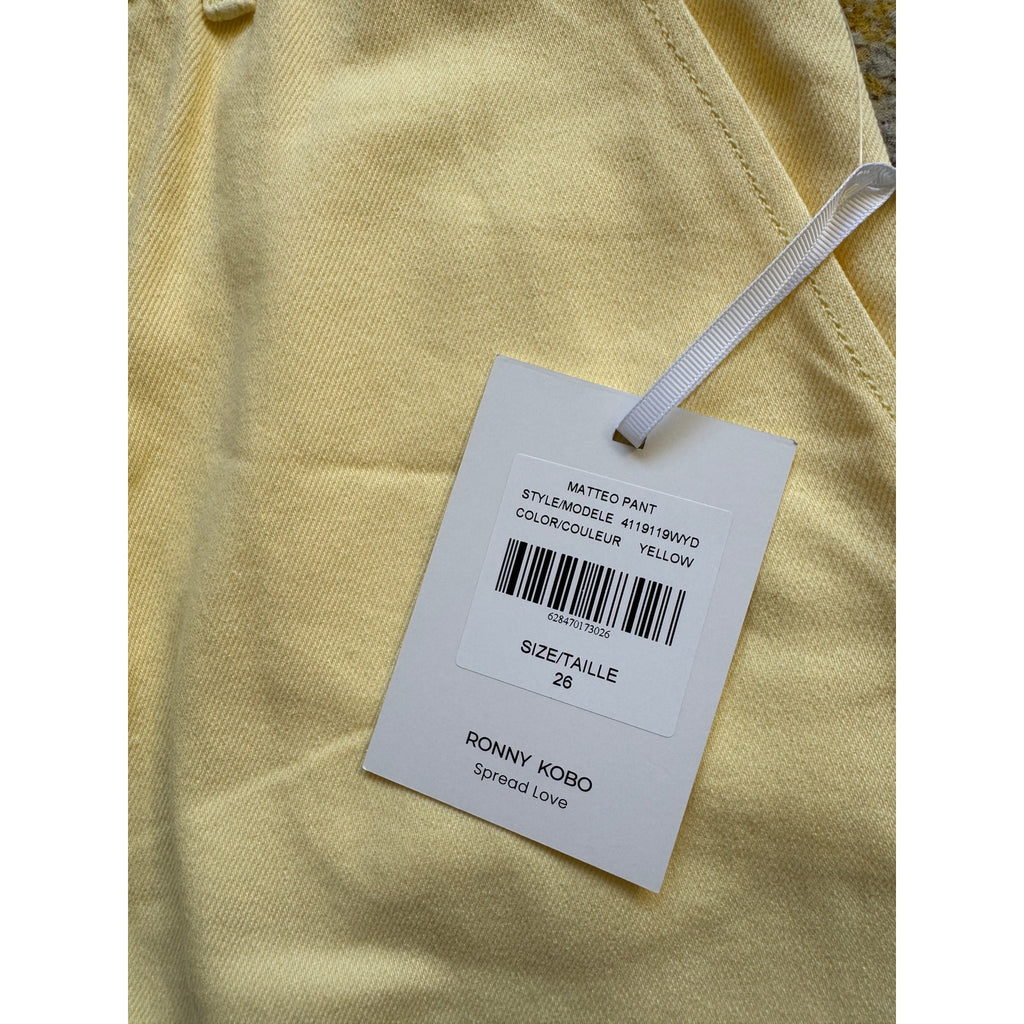 MATTEO PANT
STYLE/MODELE 4119119WYD
COLOR/COULEUR YELLOW
628470173026
SIZE/TAILLE
26
RONNY KOBO
Spread Love